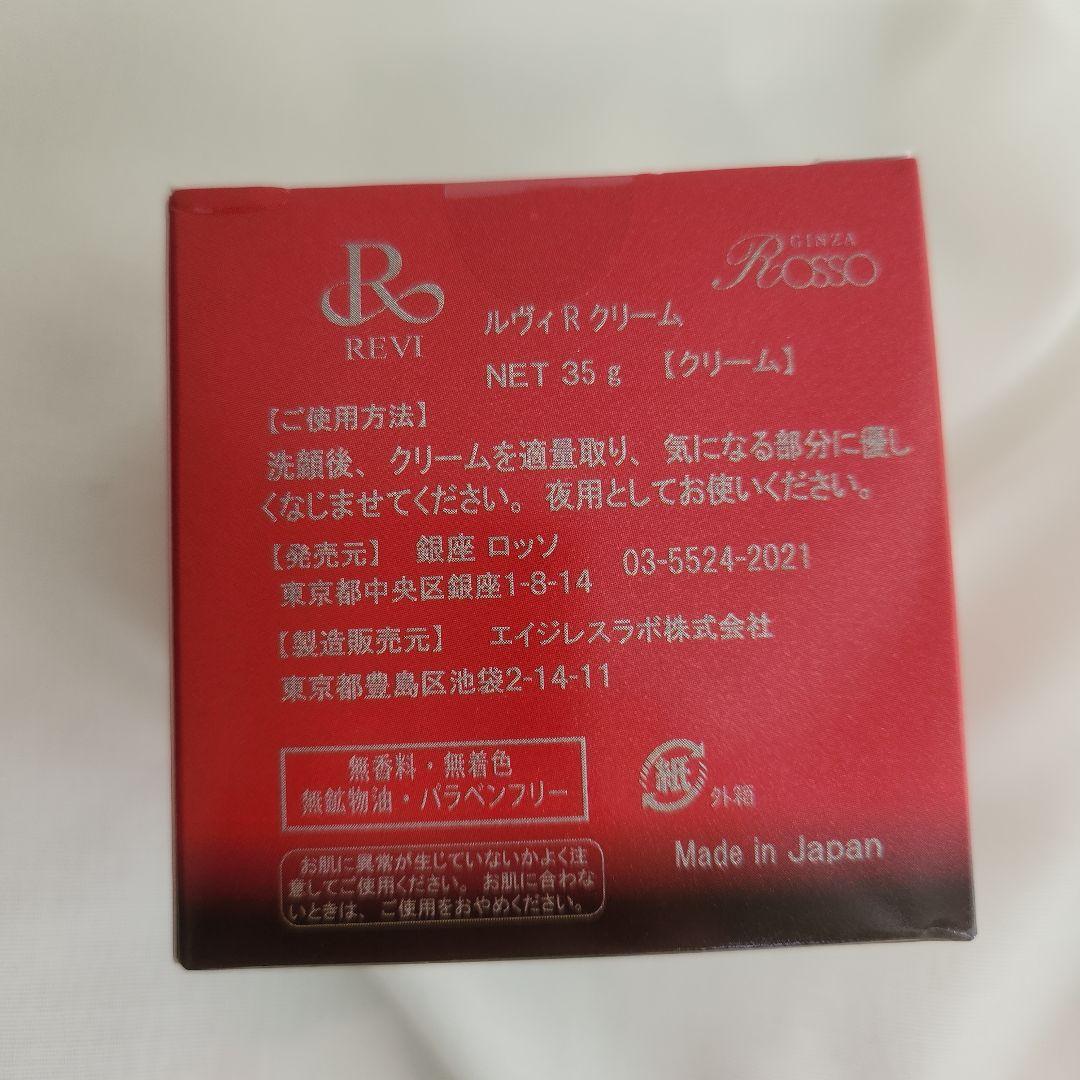 R
REVI
GINZA
Rosso
ルヴィ R クリーム
NET 35 g 【クリーム】
【ご使用方法】
洗顔後、クリームを適量取り、気になる部分に優し
くなじませてください。夜用としてお使いください。
【発売元】 銀座 ロッソ 03-5524-2021
東京都中央区銀座1-8-14
【製造販売元】 エイジレスラボ株式会社
東京都豊島区池袋2-14-11
無香料・無着色
無鉱物油・パラベンフリー
紙 外箱
Made in Japan
お肌に異常が生じていないかよく注
意してご使用ください。お肌に合わな
いときは、ご使用をおやめください。